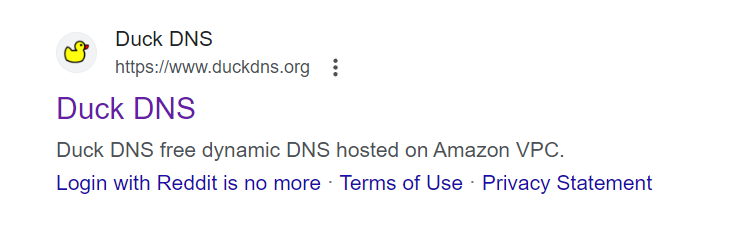 Duck DNS
https://www.duckdns.org
Duck DNS
Duck DNS free dynamic DNS hosted on Amazon VPC.
Login with Reddit is no more · Terms of Use · Privacy Statement